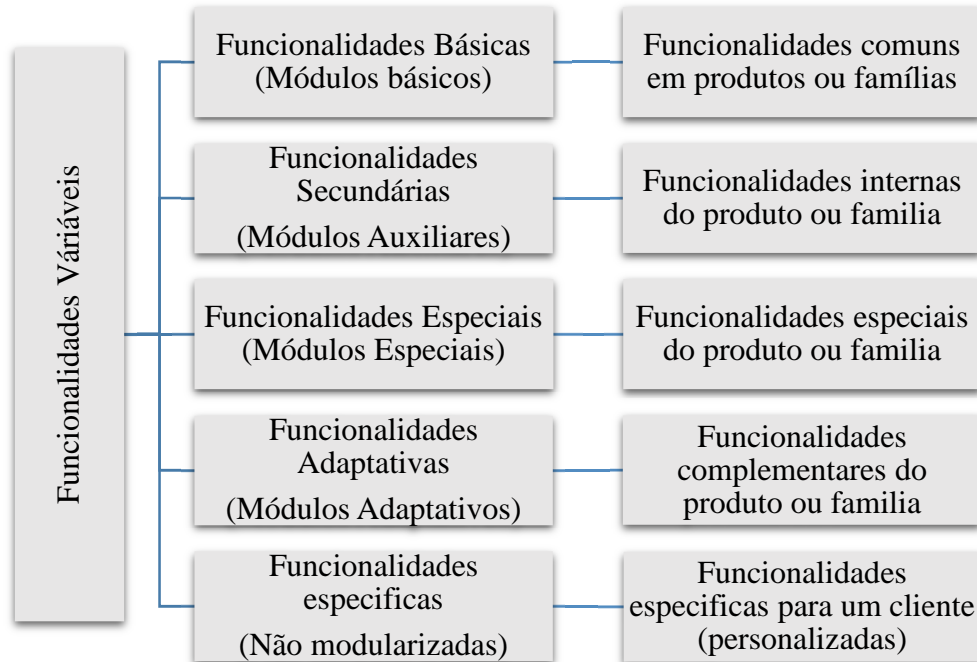 Funcionalidades Váriáveis
Funcionalidades Básicas
(Módulos básicos)
Funcionalidades comuns
em produtos ou famílias
Funcionalidades
Secundárias
(Módulos Auxiliares)
Funcionalidades internas
do produto ou familia
Funcionalidades Especiais
(Módulos Especiais)
Funcionalidades especiais
do produto ou familia
Funcionalidades
Adaptativas
(Módulos Adaptativos)
Funcionalidades
complementares do
produto ou familia
Funcionalidades
especificas
(Não modularizadas)
Funcionalidades
especificas para um cliente
(personalizadas)